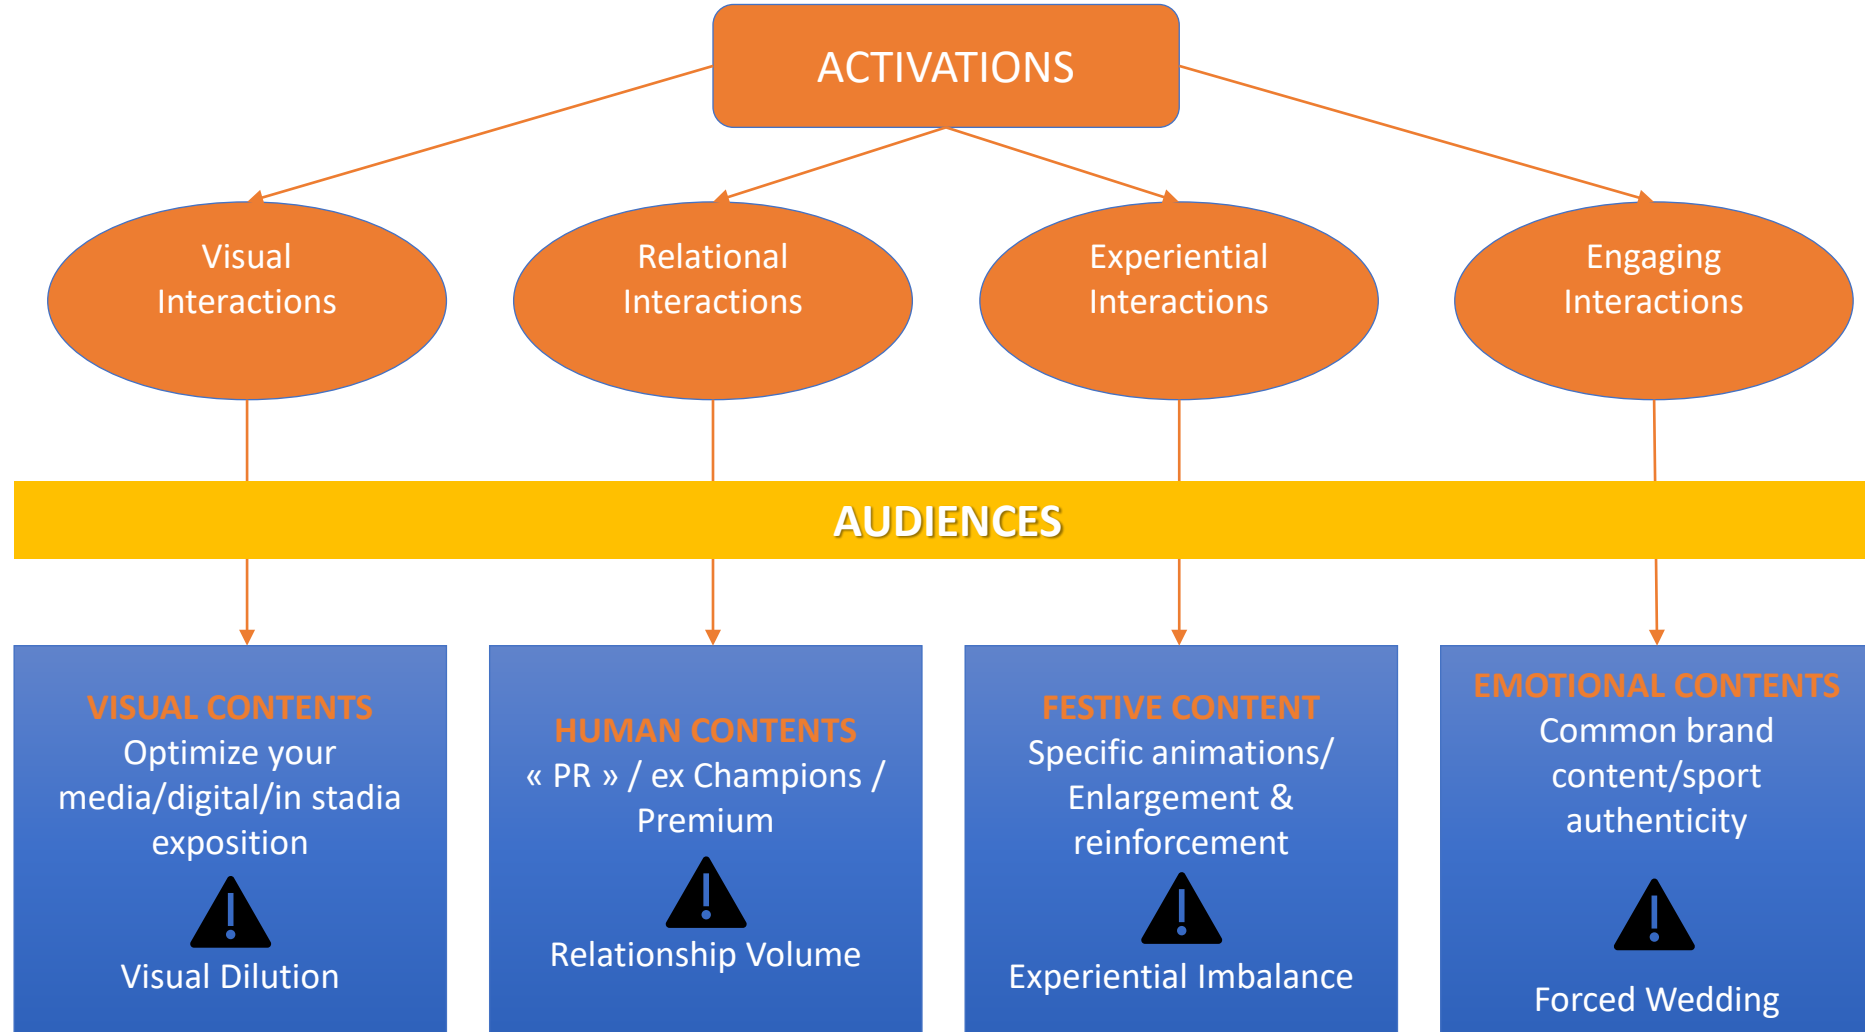 ACTIVATIONS
Visual
Interactions
Relational
Interactions
Experiential
Interactions
Engaging
Interactions
AUDIENCES
VISUAL CONTENTS
Optimize your
media/digital/in stadia
exposition
Visual Dilution
HUMAN CONTENTS
« PR » / ex Champions /
Premium
Relationship Volume
FESTIVE CONTENT
Specific animations/
Enlargement &
reinforcement
Experiential Imbalance
EMOTIONAL CONTENTS
Common brand
content/sport
authenticity
Forced Wedding